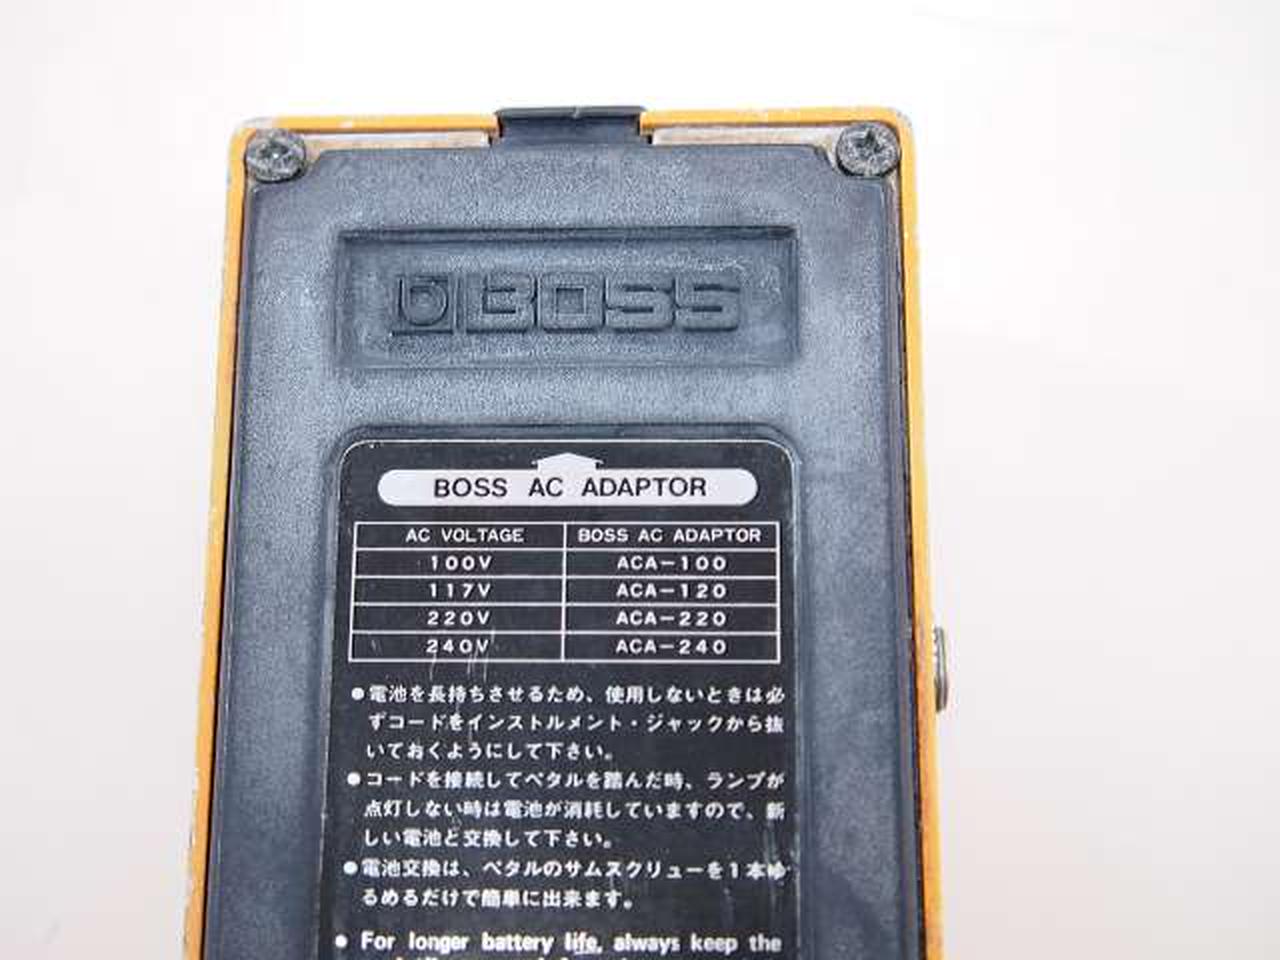 BOSS
BOSS AC ADAPTOR
AC VOLTAGE BOSS AC ADAPTOR
100V ACA-100
117V ACA-120
220V ACA-220
240V ACA-240
●電池を長持ちさせるため、使用しないときは必
ずコードをインストルメント・ジャックから抜
いておくようにして下さい。
●コードを接続してペタルを踏んだ時、ランプが
点灯しない時は電池が消耗していますので、新
しい電池と交換して下さい。
●電池交換は、ペタルのサムスクリューを1本ゆ
るめるだけで簡単に出来ます。
● For longer battery life, always keep the